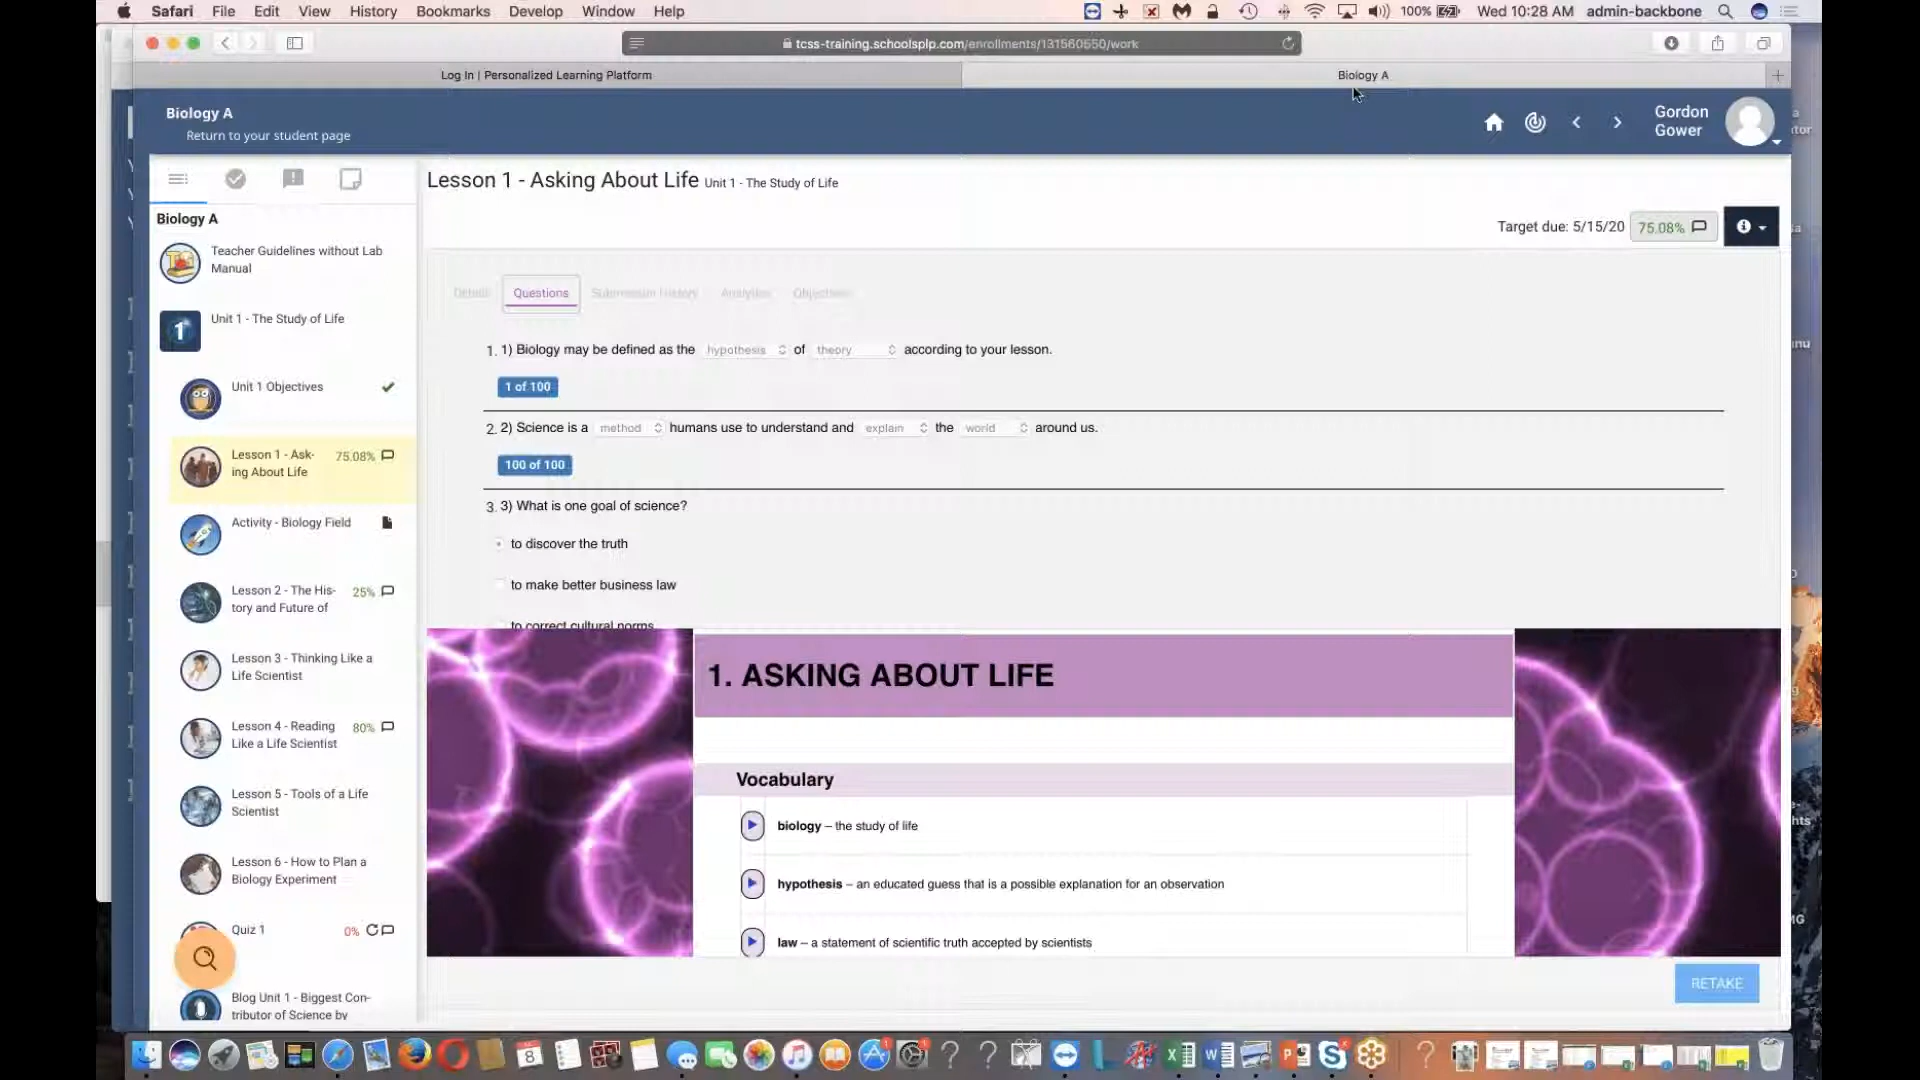 Safari File Edit View History Bookmarks Develop Window Help 100% Wed 10:28 AM admin-backbone
tcss-training.schoolsplp.com/enrollments/131560550/work
Log In | Personalized Learning Platform
Biology A
Biology A
Return to your student page
Gordon
Gower
Lesson 1 - Asking About Life Unit 1 - The Study of Life
Target due: 5/15/20 75.08%
Biology A
Teacher Guidelines without Lab
Manual
1
Unit 1 - The Study of Life
Unit 1 Objectives
Lesson 1 - Ask-
ing About Life
75.08%
Activity - Biology Field
Lesson 2 - The His-
tory and Future of
25%
Lesson 3 - Thinking Like a
Life Scientist
Lesson 4 - Reading
Like a Life Scientist
80%
Lesson 5 - Tools of a Life
Scientist
Lesson 6 - How to Plan a
Biology Experiment
Quiz 1 0%
Blog Unit 1 - Biggest Con-
tributor of Science by
Details Questions Submission History Analytics Objectives
1. 1) Biology may be defined as the hypothesis of theory according to your lesson.
1 of 100
2. 2) Science is a method humans use to understand and explain the world around us.
100 of 100
3. 3) What is one goal of science?
to discover the truth
to make better business law
to correct cultural norms
1. ASKING ABOUT LIFE
Vocabulary
biology – the study of life
hypothesis – an educated guess that is a possible explanation for an observation
law – a statement of scientific truth accepted by scientists
RETAKE